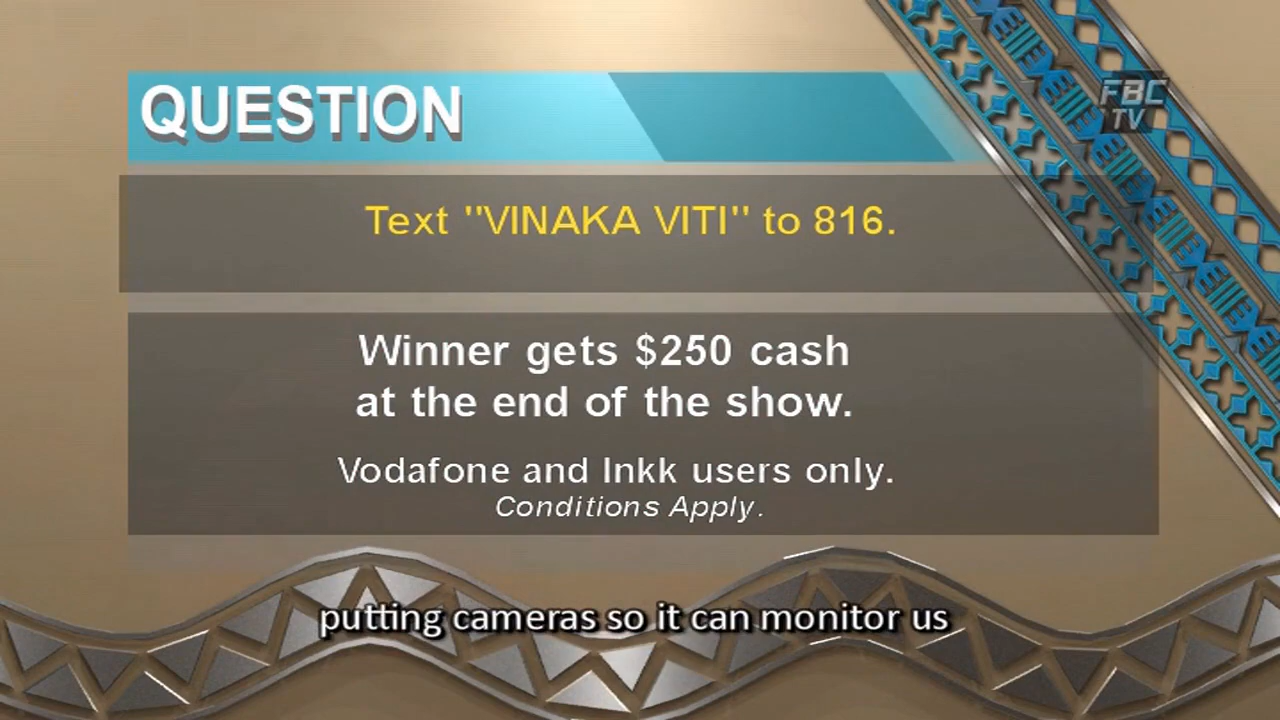 QUESTION
FBC
TV
Text "VINAKA VITI" to 816.
Winner gets $250 cash
at the end of the show.
Vodafone and Inkk users only.
Conditions Apply.
putting cameras so it can monitor us